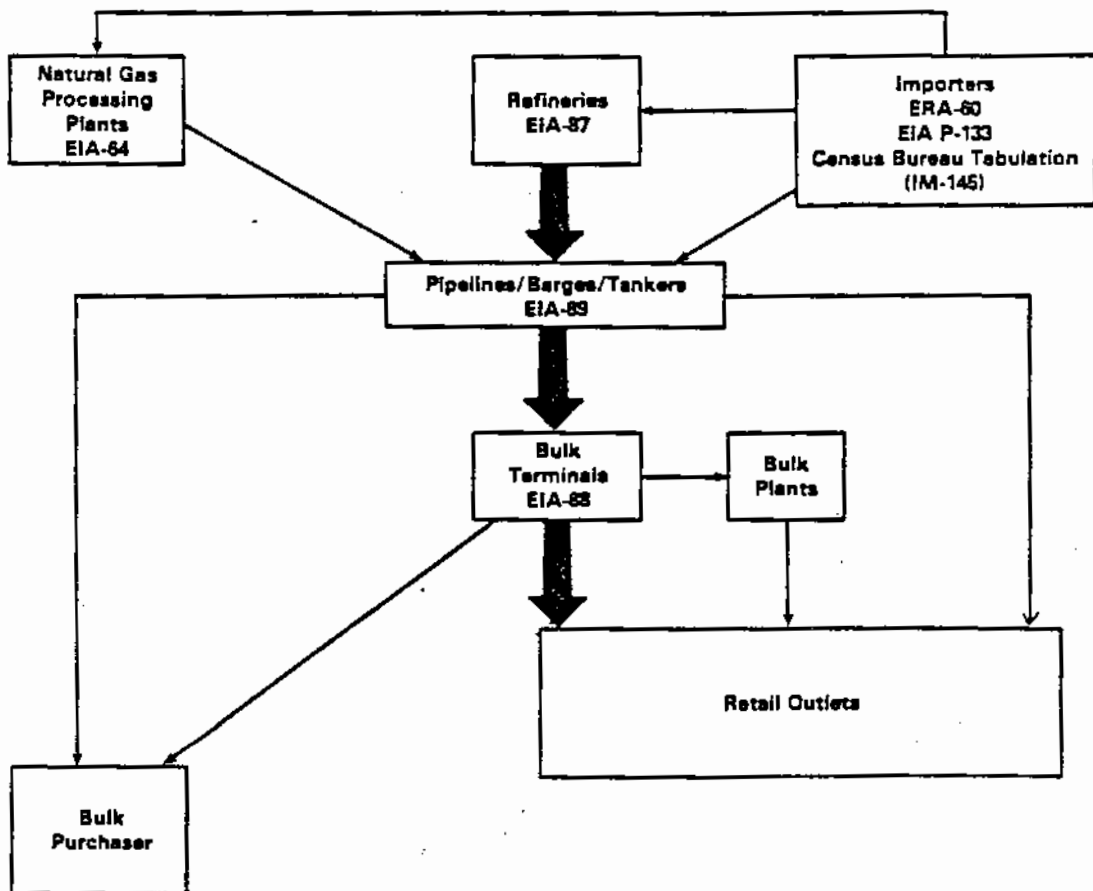 Natural Gas
Processing
Plants
EIA-64
Refineries
EIA-87
Importers
ERA-60
EIA P-133
Census Bureau Tabulation
(IM-145)
Pipelines/Barges/Tankers
EIA-89
Bulk
Terminals
EIA-88
Bulk
Plants
Retail Outlets
Bulk
Purchaser